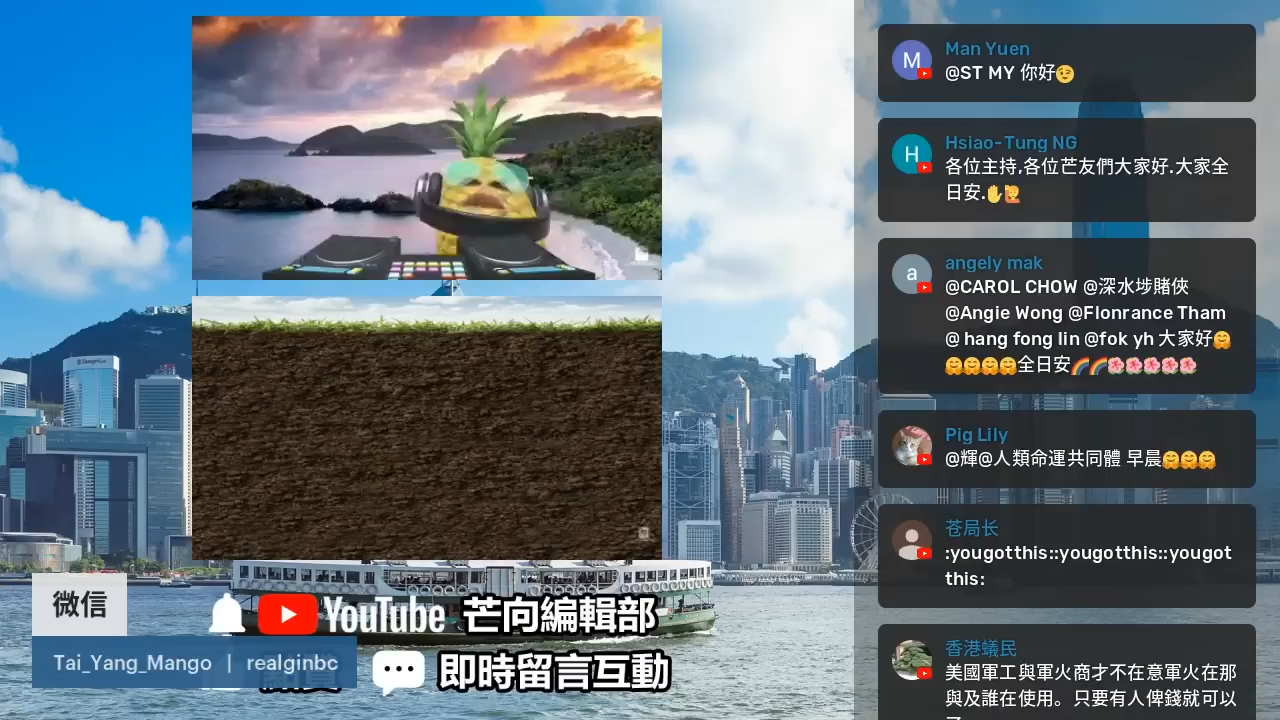 Man Yuen
@ST MY 你好😉
Hsiao-Tung NG
各位主持,各位芒友們大家好.大家全
日安.✋🙋
angely mak
@CAROL CHOW @深水埗賭俠
@Angie Wong @Flonrance Tham
@ hang fong lin @fok yh 大家好🤗
🤗🤗🤗🤗全日安🌈🌈🌸🌸🌸🌸🌸
Pig Lily
@輝@人類命運共同體 早晨🤗🤗🤗
苍局长
:yougotthis::yougotthis::yougot
this:
香港蟻民
美國軍工與軍火商才不在意軍火在那
與及誰在使用。只要有人俾錢就可以
微信
Tai_Yang_Mango | realginbc
YouTube 芒向編輯部
即時留言互動